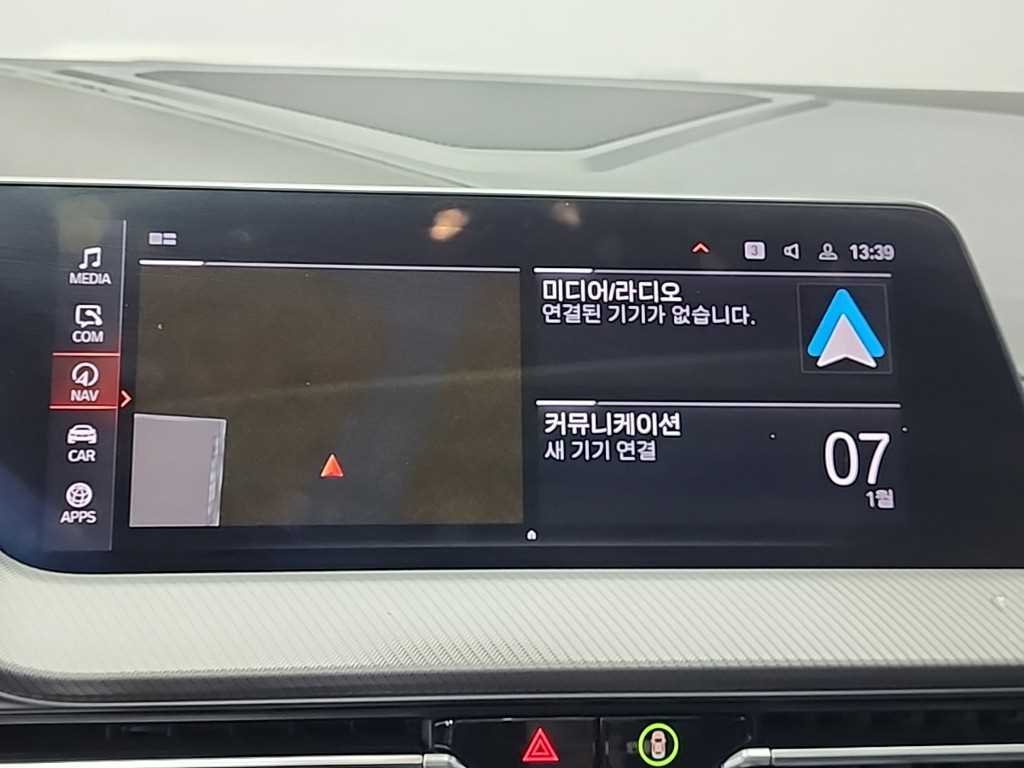 3
13:39
MEDIA
COM
NAV
CAR
APPS
미디어/라디오
연결된 기기가 없습니다.
커뮤니케이션
새 기기 연결
07
1월